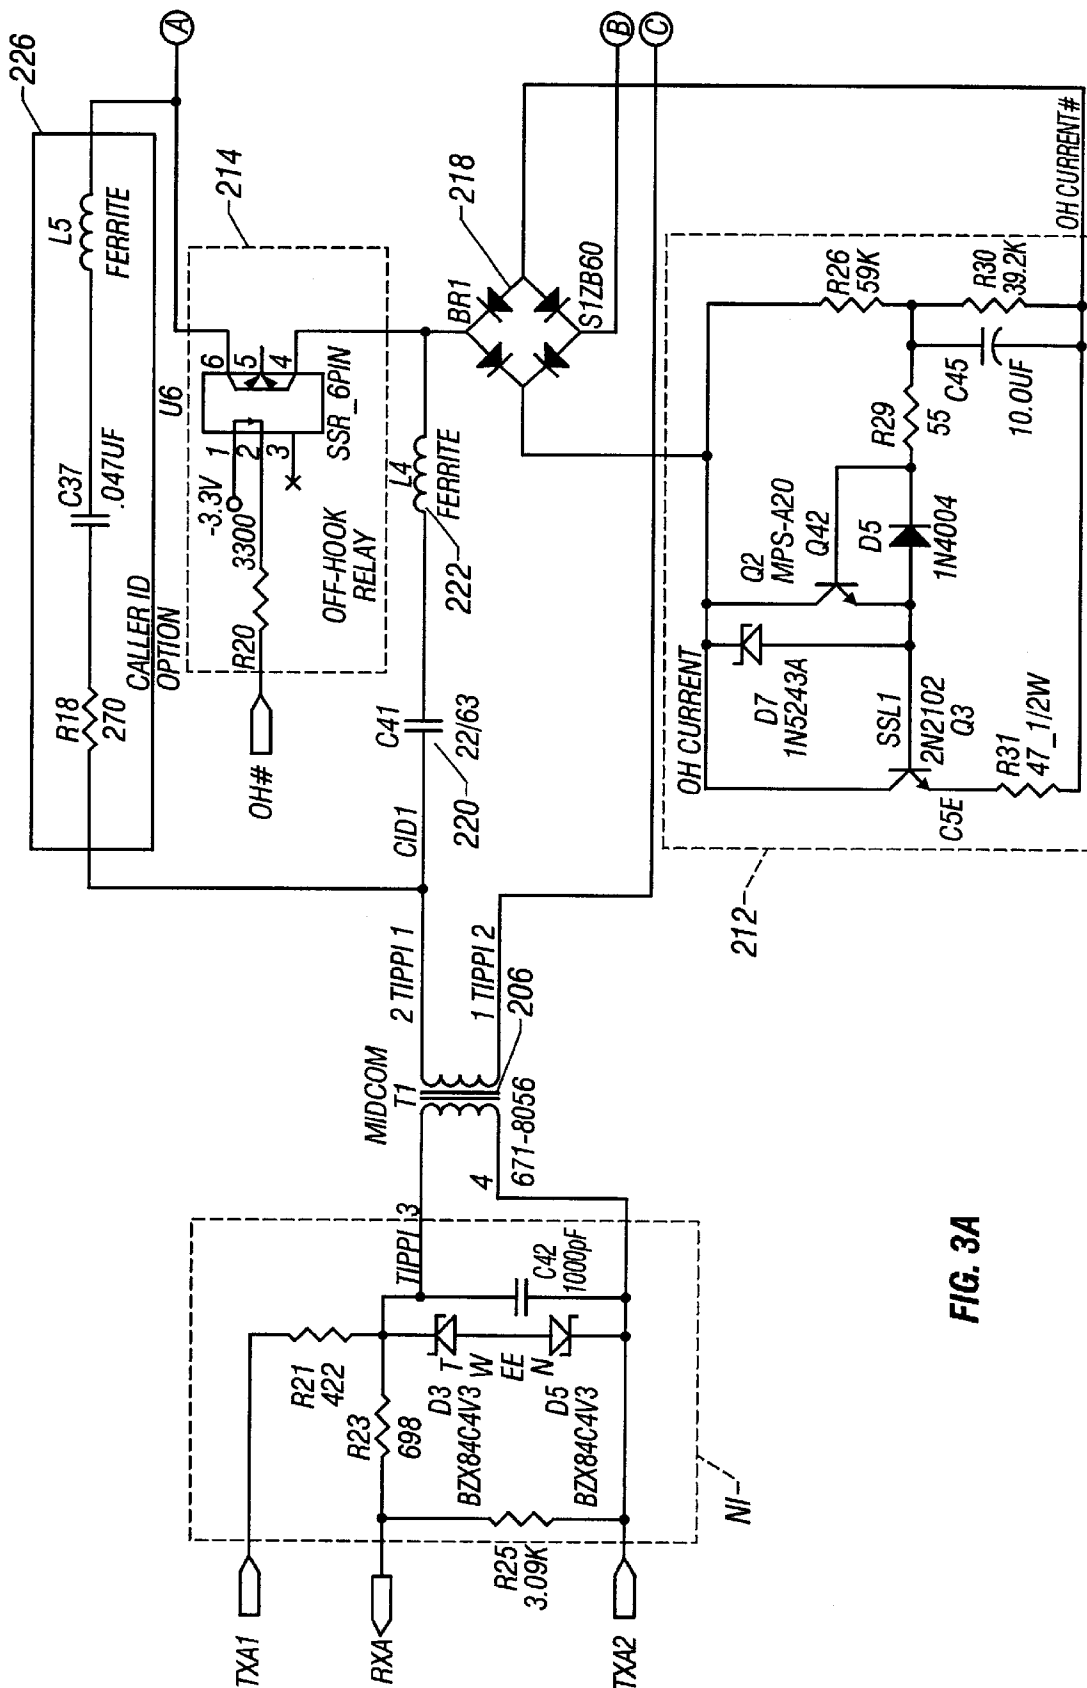 226
A
L5
FERRITE
C37
.047UF
R18
270
CALLER ID
OPTION
214
U6
6
5
4
1
2
3
SSR_6PIN
-3.3V
3300
R20
OFF-HOOK
RELAY
OH#
218
B
C
BR1
S1ZB60
L4
FERRITE
222
C41
22/63
220
CID1
2 TIPPI 1
1 TIPPI 2
206
MIDCOM
T1
671-8056
4
TIPPI_3
C42
1000pF
R21
422
R23
698
D3
BZX84C4V3
T
W
EE
N
D5
BZX84C4V3
R25
3.09K
NI
TXA1
RXA
TXA2
OH CURRENT#
R26
59K
R30
39.2K
C45
10.0UF
R29
55
Q2
MPS-A20
Q42
D5
1N4004
OH CURRENT
D7
1N5243A
SSL1
2N2102
Q3
R31
47_1/2W
C5E
212
FIG. 3A